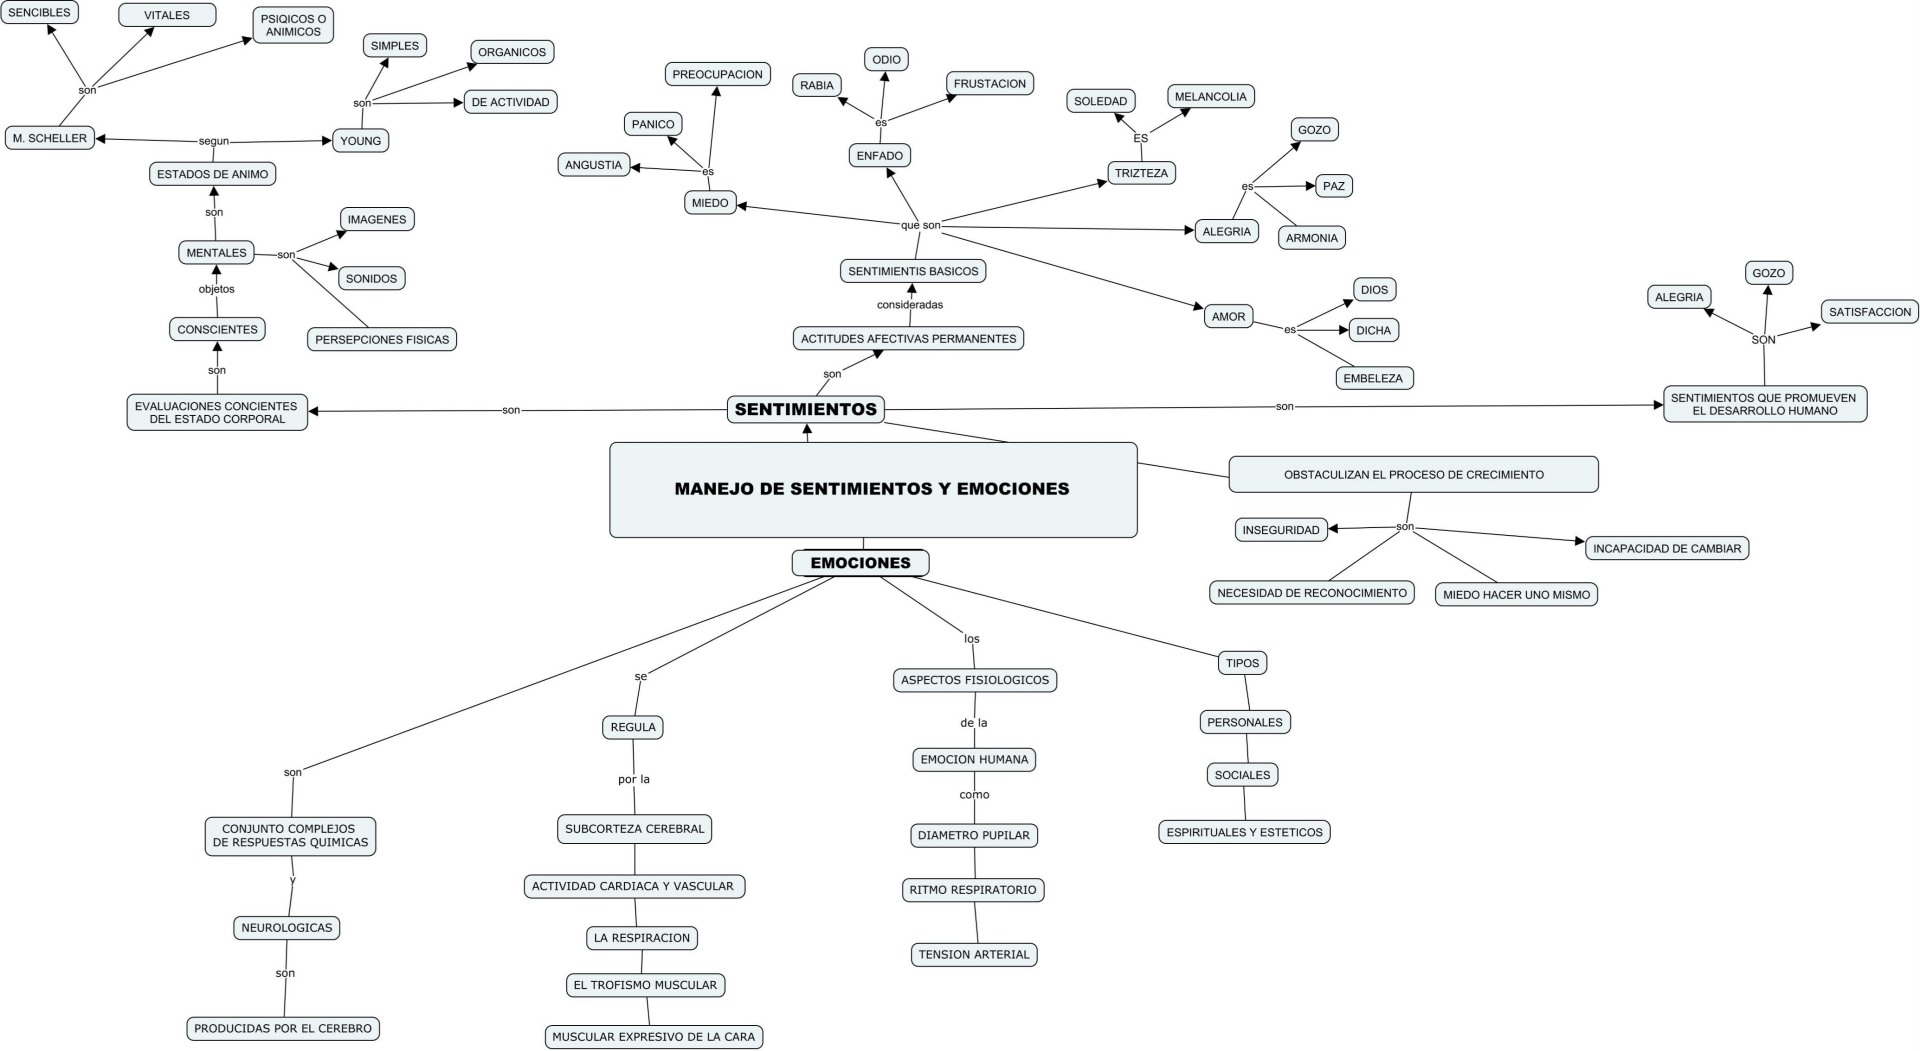 SENCIBLES
VITALES
PSIQICOS O
ANIMICOS
son
M. SCHELLER
SIMPLES
ORGANICOS
son
DE ACTIVIDAD
segun
YOUNG
ESTADOS DE ANIMO
son
MENTALES
son
IMAGENES
SONIDOS
PERSEPCIONES FISICAS
objetos
CONSCIENTES
son
EVALUACIONES CONCIENTES
DEL ESTADO CORPORAL
son
PREOCUPACION
PANICO
ANGUSTIA
es
MIEDO
ODIO
RABIA
FRUSTACION
es
ENFADO
SOLEDAD
MELANCOLIA
ES
TRIZTEZA
GOZO
es
PAZ
ALEGRIA
ARMONIA
que son
SENTIMIENTIS BASICOS
consideradas
ACTITUDES AFECTIVAS PERMANENTES
son
AMOR
es
DIOS
DICHA
EMBELEZA
SENTIMIENTOS
son
GOZO
ALEGRIA
SATISFACCION
SON
SENTIMIENTOS QUE PROMUEVEN
EL DESARROLLO HUMANO
MANEJO DE SENTIMIENTOS Y EMOCIONES
OBSTACULIZAN EL PROCESO DE CRECIMIENTO
son
INSEGURIDAD
INCAPACIDAD DE CAMBIAR
NECESIDAD DE RECONOCIMIENTO
MIEDO HACER UNO MISMO
EMOCIONES
son
CONJUNTO COMPLEJOS
DE RESPUESTAS QUIMICAS
y
NEUROLOGICAS
son
PRODUCIDAS POR EL CEREBRO
se
REGULA
por la
SUBCORTEZA CEREBRAL
ACTIVIDAD CARDIACA Y VASCULAR
LA RESPIRACION
EL TROFISMO MUSCULAR
MUSCULAR EXPRESIVO DE LA CARA
los
ASPECTOS FISIOLOGICOS
de la
EMOCION HUMANA
como
DIAMETRO PUPILAR
RITMO RESPIRATORIO
TENSION ARTERIAL
TIPOS
PERSONALES
SOCIALES
ESPIRITUALES Y ESTETICOS